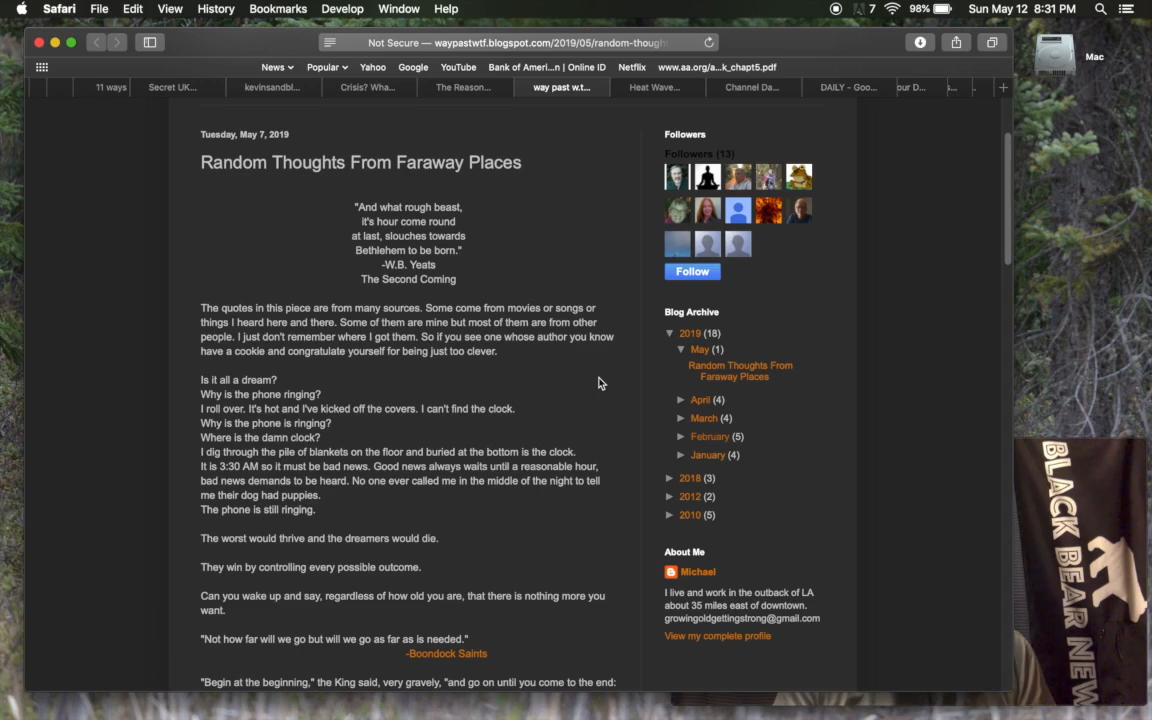 Safari File Edit View History Bookmarks Develop Window Help
7 98% Sun May 12 8:31 PM
Not Secure — waypastwtf.blogspot.com/2019/05/random-though
News Popular Yahoo Google YouTube Bank of Ameri...n | Online ID Netflix www.aa.org/a...k_chapt5.pdf
11 ways Secret UK... kevinsandbl... Crisis? Wha... The Reason... way past w.t... Heat Wave... Channel Da... DAILY - Goo... our D... s...
Mac
Tuesday, May 7, 2019
Random Thoughts From Faraway Places
"And what rough beast,
it's hour come round
at last, slouches towards
Bethlehem to be born."
-W.B. Yeats
The Second Coming
The quotes in this piece are from many sources. Some come from movies or songs or
things I heard here and there. Some of them are mine but most of them are from other
people. I just don't remember where I got them. So if you see one whose author you know
have a cookie and congratulate yourself for being just too clever.
Is it all a dream?
Why is the phone ringing?
I roll over. It's hot and I've kicked off the covers. I can't find the clock.
Why is the phone is ringing?
Where is the damn clock?
I dig through the pile of blankets on the floor and buried at the bottom is the clock.
It is 3:30 AM so it must be bad news. Good news always waits until a reasonable hour,
bad news demands to be heard. No one ever called me in the middle of the night to tell
me their dog had puppies.
The phone is still ringing.
The worst would thrive and the dreamers would die.
They win by controlling every possible outcome.
Can you wake up and say, regardless of how old you are, that there is nothing more you
want.
"Not how far will we go but will we go as far as is needed."
-Boondock Saints
"Begin at the beginning," the King said, very gravely, "and go on until you come to the end:
Followers
Followers (13)
Follow
Blog Archive
▼ 2019 (18)
▼ May (1)
Random Thoughts From
Faraway Places
► April (4)
► March (4)
► February (5)
► January (4)
► 2018 (3)
► 2012 (2)
► 2010 (5)
About Me
Michael
I live and work in the outback of LA
about 35 miles east of downtown.
growingoldgettingstrong@gmail.com
View my complete profile
BLACK BEAR NEW